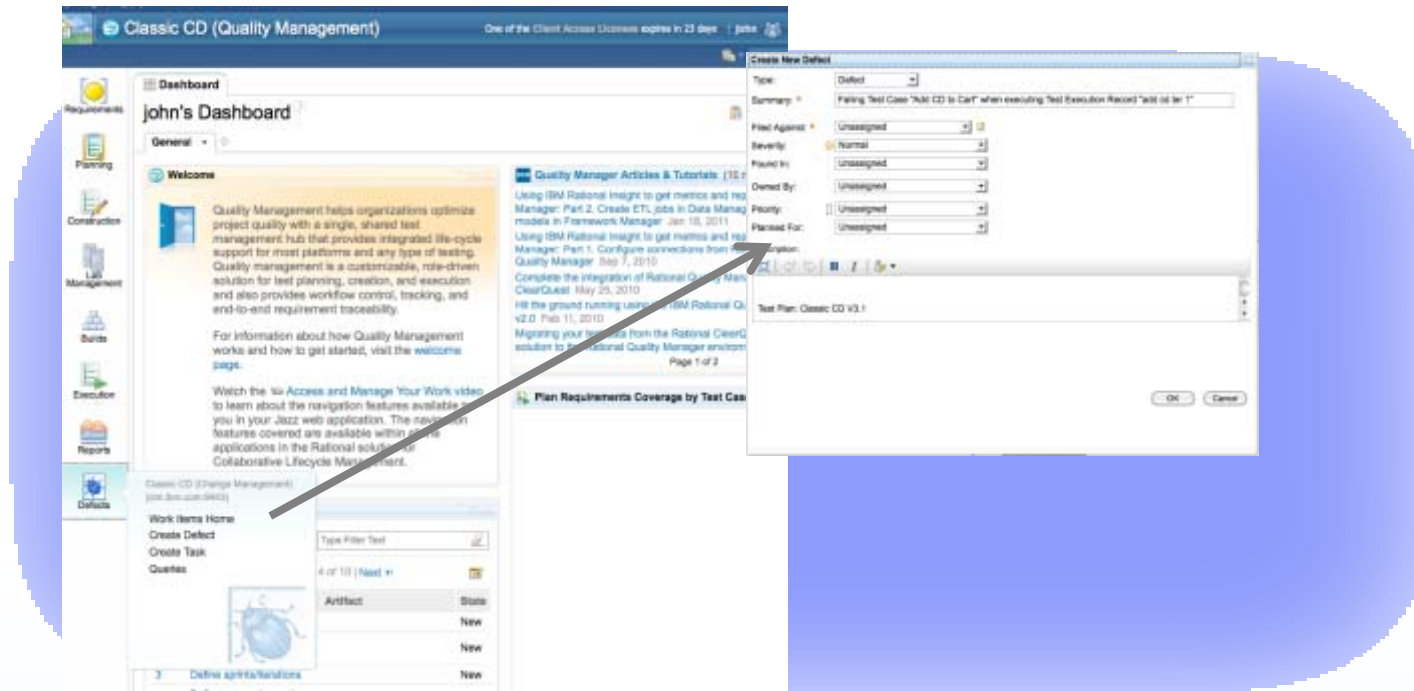 Classic CD (Quality Management)
One of the Client Access Licenses expires in 23 days
john
Dashboard
john's Dashboard
General
Requirements
Planning
Construction
Management
Builds
Execution
Reports
Defects
Welcome
Quality Management helps organizations optimize
project quality with a single, shared test
management hub that provides integrated life-cycle
support for most platforms and any type of testing.
Quality management is a customizable, role-driven
solution for test planning, creation, and execution
and also provides workflow control, tracking, and
end-to-end requirement traceability.
For information about how Quality Management
works and how to get started, visit the welcome
page.
Watch the Access and Manage Your Work video
to learn about the navigation features available to
you in your Jazz web application. The navigation
features covered are available within
applications in the Rational solution for
Collaborative Lifecycle Management.
Classic CD (Change Management)
Work Items Home
Create Defect
Create Task
Queries
Type Filter Text
4 of 10 | Next
Artifact State
New
New
3 Define sprints/iterations New
Quality Manager Articles & Tutorials (10
Using IBM Rational Insight to get metrics and
Manager: Part 2. Create ETL jobs in Data
models in Framework Manager Jan 18, 2011
Using IBM Rational Insight to get metrics and
Manager: Part 1. Configure connections from
Quality Manager Sep 7, 2010
Complete the integration of Rational Quality
ClearQuest May 25, 2010
Hit the ground running using IBM Rational
v2.0 Feb 11, 2010
Migrating your data from the Rational
solution to the Rational Quality Manager
Page 1 of 2
Plan Requirements Coverage by Test
Create New Defect
Type: Defect
Summary: * Failing Test Case "Add CD to Cart" when executing Test Execution Record "add cd ter 1"
Filed Against: * Unassigned
Severity: Normal
Found In: Unassigned
Owned By: Unassigned
Priority: Unassigned
Planned For: Unassigned
B I
Test Plan: Classic CD V3.1
OK Cancel